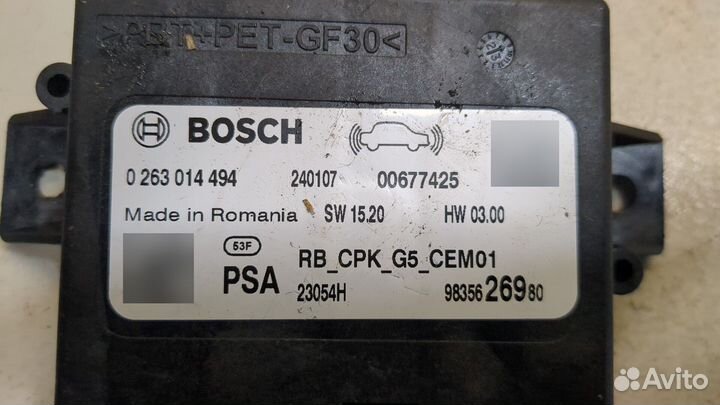 >PBT+PET-GF30<
BOSCH
0 263 014 494 240107 00677425
Made in Romania SW 15.20 HW 03.00
53F
PSA RB_CPK_G5_CEM01
23054H 98356 269 80
Avito